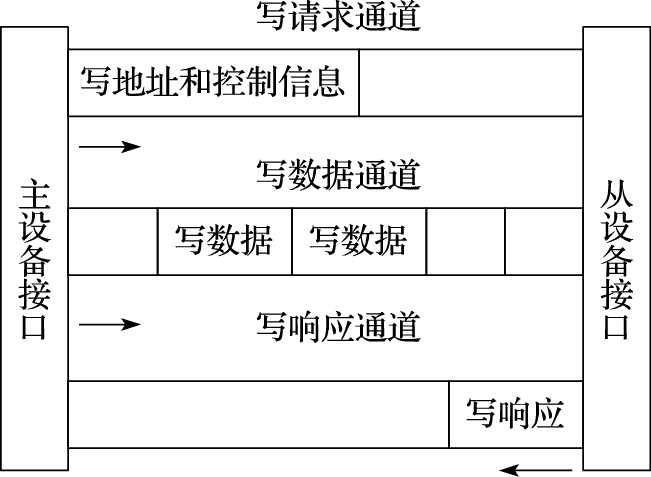 写请求通道
写地址和控制信息
写数据通道
主设备接口
从设备接口
写数据
写数据
写响应通道
写响应